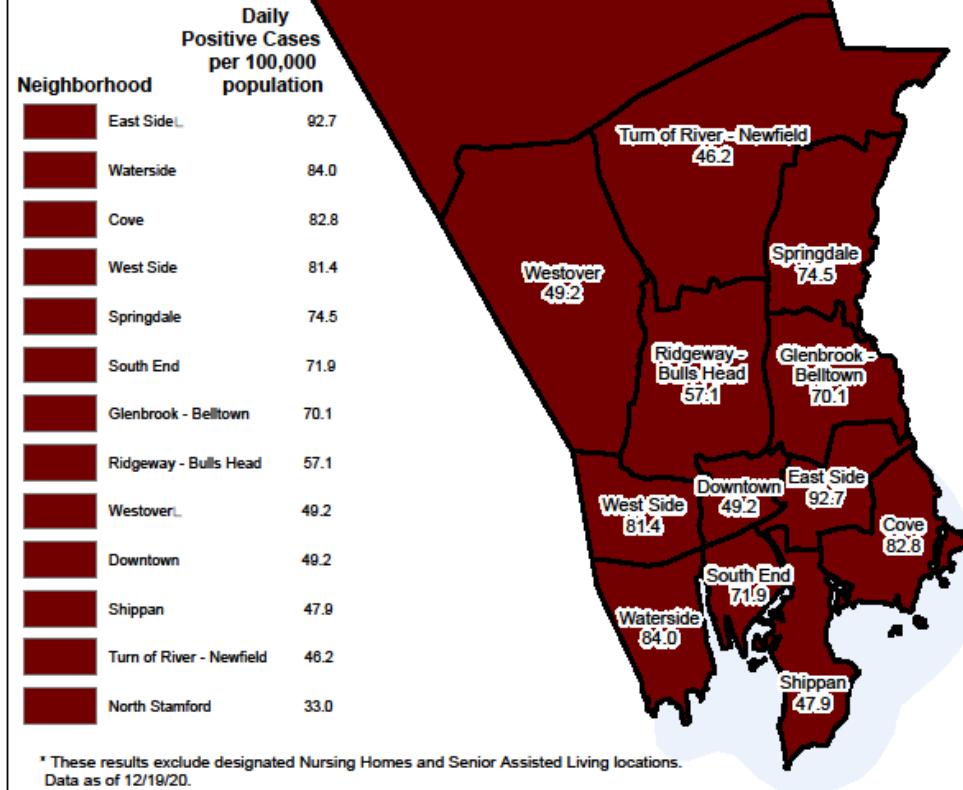 Daily
Positive Cases
per 100,000
Neighborhood population
East Side 92.7
Waterside 84.0
Cove 82.8
West Side 81.4
Springdale 74.5
South End 71.9
Glenbrook - Belltown 70.1
Ridgeway - Bulls Head 57.1
Westover 49.2
Downtown 49.2
Shippan 47.9
Turn of River - Newfield 46.2
North Stamford 33.0
Turn of River - Newfield
46.2
Springdale
74.5
Westover
49.2
Ridgeway -
Bulls Head
57.1
Glenbrook -
Belltown
70.1
East Side
92.7
Downtown
49.2
West Side
81.4
Cove
82.8
South End
71.9
Waterside
84.0
Shippan
47.9
* These results exclude designated Nursing Homes and Senior Assisted Living locations.
Data as of 12/19/20.